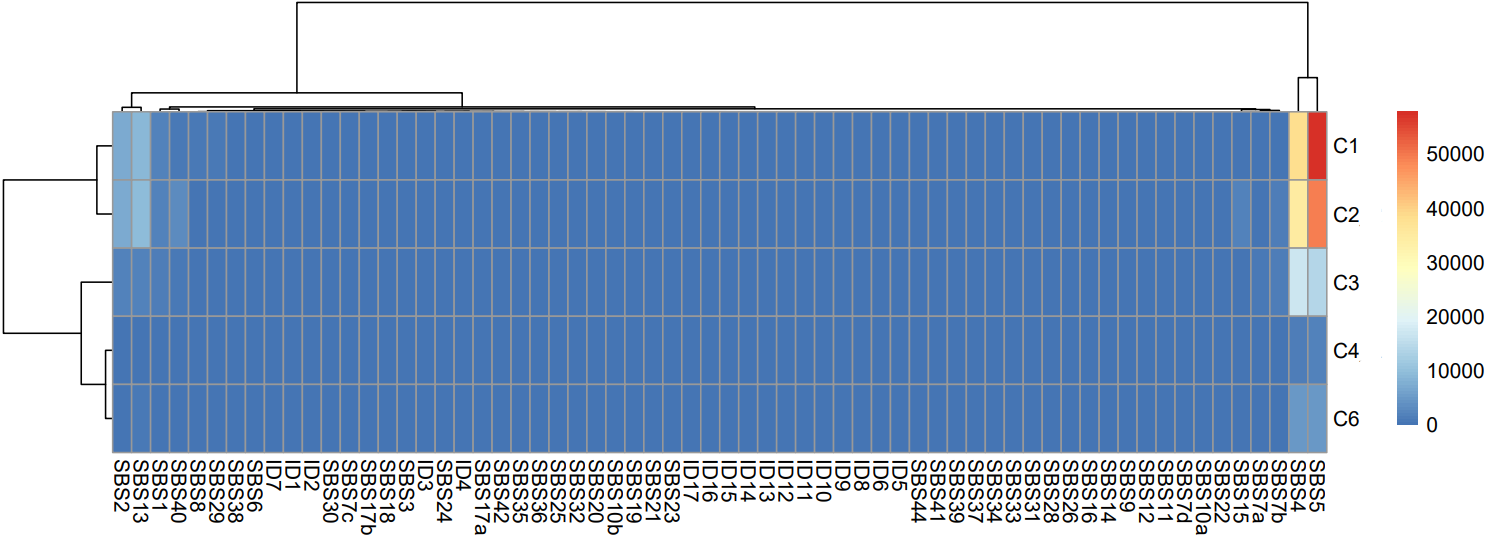 C1
C2
C3
C4
C6
50000
40000
30000
20000
10000
0
SBS2
SBS13
SBS1
SBS40
SBS8
SBS29
SBS38
SBS6
ID7
ID1
ID2
SBS30
SBS7c
SBS17b
SBS18
SBS3
ID3
SBS24
ID4
SBS17a
SBS42
SBS35
SBS36
SBS25
SBS32
SBS20
SBS10b
SBS19
SBS21
SBS23
ID17
ID16
ID15
ID14
ID13
ID12
ID11
ID10
ID9
ID8
ID6
ID5
SBS44
SBS41
SBS39
SBS37
SBS34
SBS33
SBS31
SBS28
SBS26
SBS16
SBS14
SBS9
SBS12
SBS11
SBS7d
SBS10a
SBS22
SBS15
SBS7a
SBS7b
SBS4
SBS5